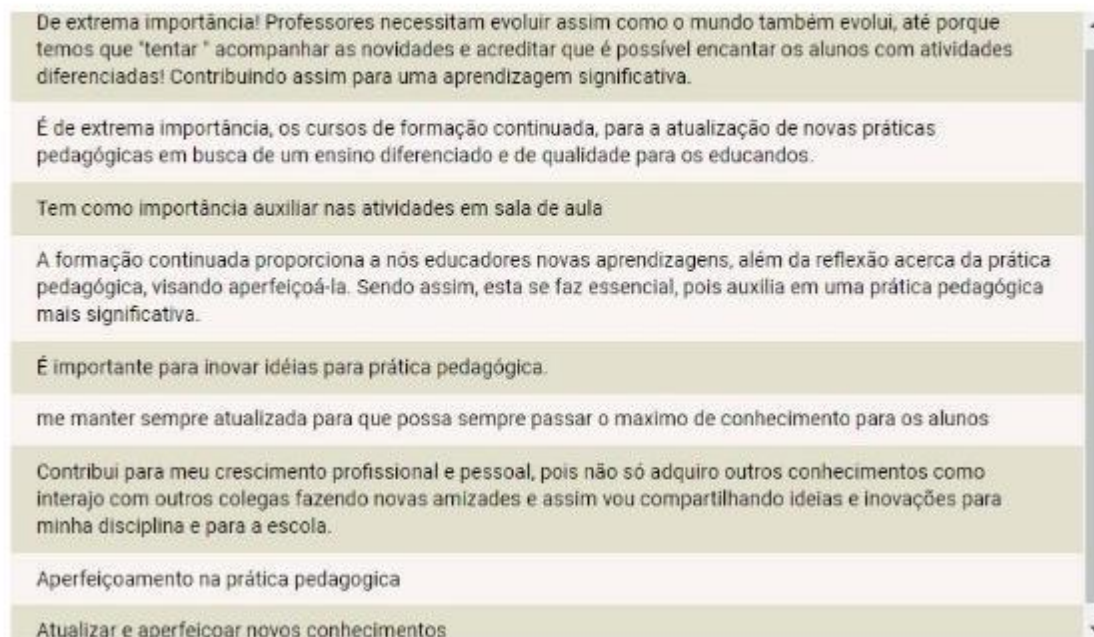 De extrema importância! Professores necessitam evoluir assim como o mundo também evolui, até porque
temos que "tentar " acompanhar as novidades e acreditar que é possível encantar os alunos com atividades
diferenciadas! Contribuindo assim para uma aprendizagem significativa.
É de extrema importância, os cursos de formação continuada, para a atualização de novas práticas
pedagógicas em busca de um ensino diferenciado e de qualidade para os educandos.
Tem como importância auxiliar nas atividades em sala de aula
A formação continuada proporciona a nós educadores novas aprendizagens, além da reflexão acerca da prática
pedagógica, visando aperfeiçoá-la. Sendo assim, esta se faz essencial, pois auxilia em uma prática pedagógica
mais significativa.
É importante para inovar idéias para prática pedagógica.
me manter sempre atualizada para que possa sempre passar o maximo de conhecimento para os alunos
Contribui para meu crescimento profissional e pessoal, pois não só adquiro outros conhecimentos como
interajo com outros colegas fazendo novas amizades e assim vou compartilhando ideias e inovações para
minha disciplina e para a escola.
Aperfeiçoamento na prática pedagogica
Atualizar e aperfeiçoar novos conhecimentos